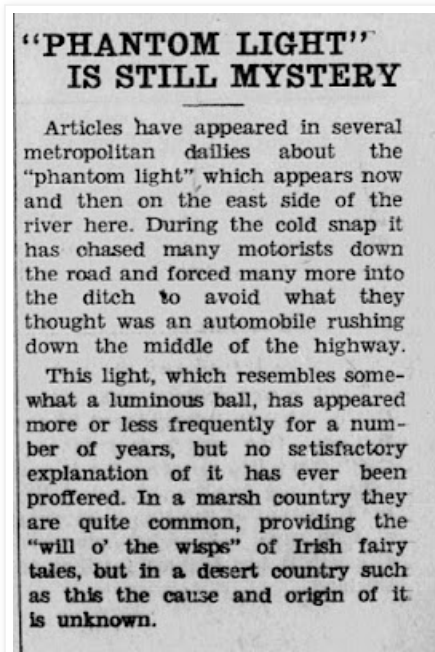 "PHANTOM LIGHT"
IS STILL MYSTERY
Articles have appeared in several
metropolitan dailies about the
"phantom light" which appears now
and then on the east side of the
river here. During the cold snap it
has chased many motorists down
the road and forced many more into
the ditch to avoid what they
thought was an automobile rushing
down the middle of the highway.
This light, which resembles some-
what a luminous ball, has appeared
more or less frequently for a num-
ber of years, but no satisfactory
explanation of it has ever been
proffered. In a marsh country they
are quite common, providing the
"will o' the wisps" of Irish fairy
tales, but in a desert country such
as this the cause and origin of it
is unknown.